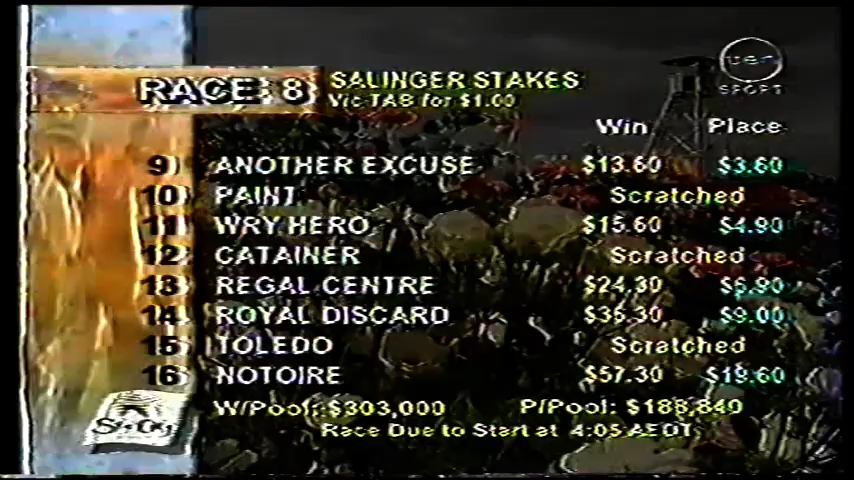 ten
SPORT
RACE: 8
SALINGER STAKES
Vic TAB for $1.00
Win Place
9 ANOTHER EXCUSE $13.60 $3.60
10 PAINT Scratched
11 WRY HERO $15.60 $4.90
12 CATAINER Scratched
13 REGAL CENTRE $24.30 $6.90
14 ROYAL DISCARD $35.30 $9.00
15 TOLEDO Scratched
16 NOTOIRE $57.30 $19.60
W/Pool: $303,000 P/Pool: $188,840
Race Due to Start at 4:05 AEDT